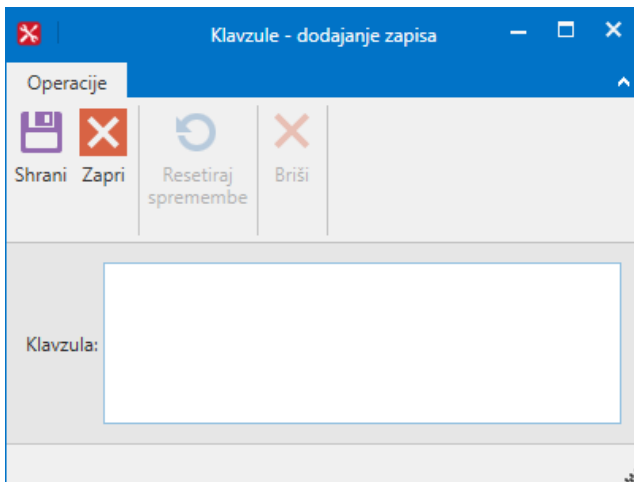 Klavzule - dodajanje zapisa
Operacije
Shrani Zapri Resetiraj spremembe Briši
Klavzula: